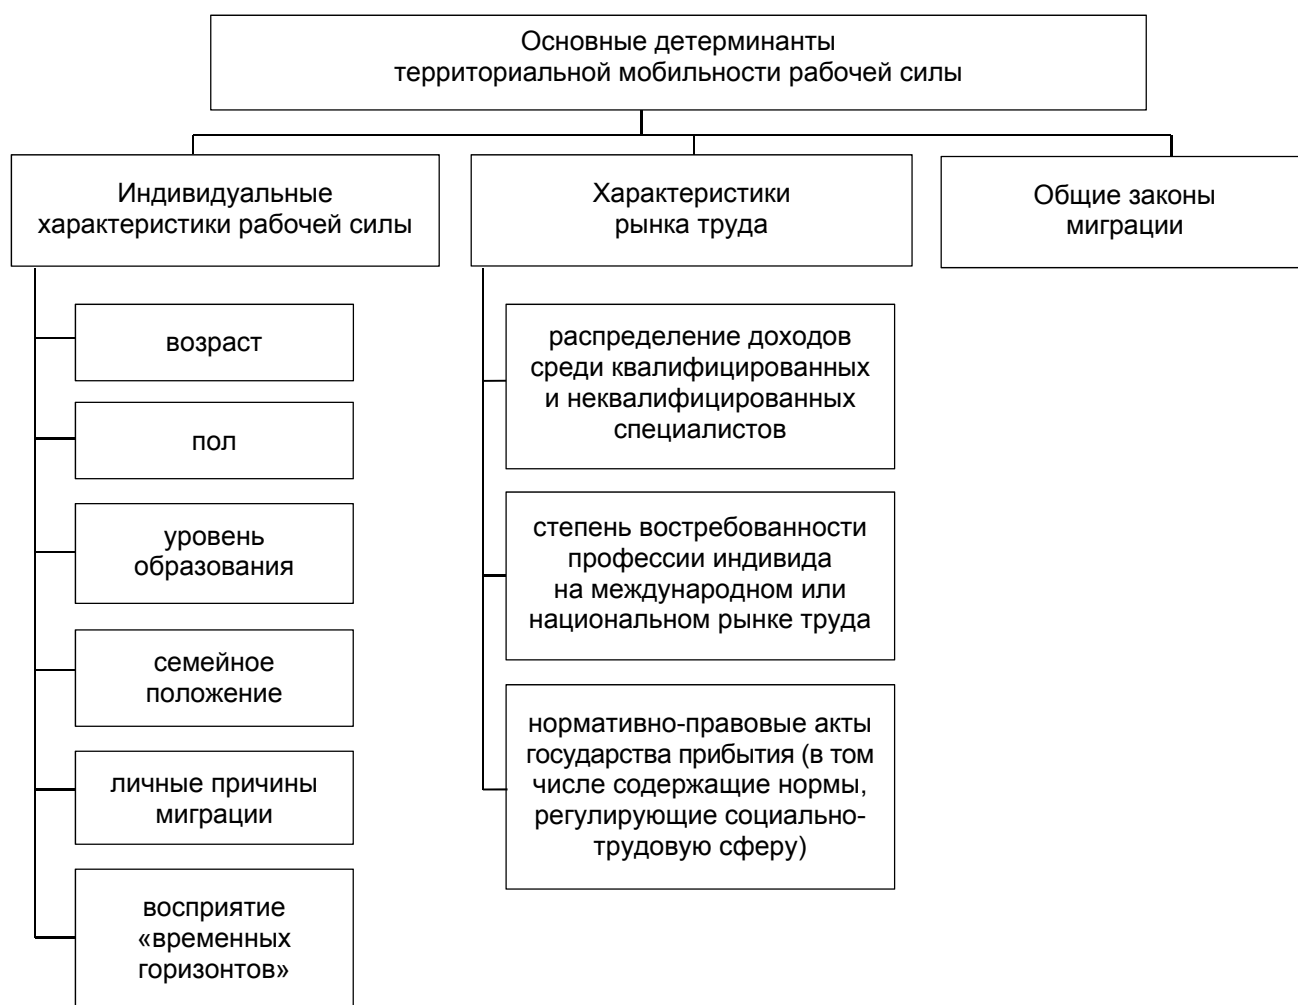 Основные детерминанты
территориальной мобильности рабочей силы
Индивидуальные
характеристики рабочей силы
Характеристики
рынка труда
Общие законы
миграции
возраст
пол
уровень
образования
семейное
положение
личные причины
миграции
восприятие
«временных
горизонтов»
распределение доходов
среди квалифицированных
и неквалифицированных
специалистов
степень востребованности
профессии индивида
на международном или
национальном рынке труда
нормативно-правовые акты
государства прибытия (в том
числе содержащие нормы,
регулирующие социально-
трудовую сферу)